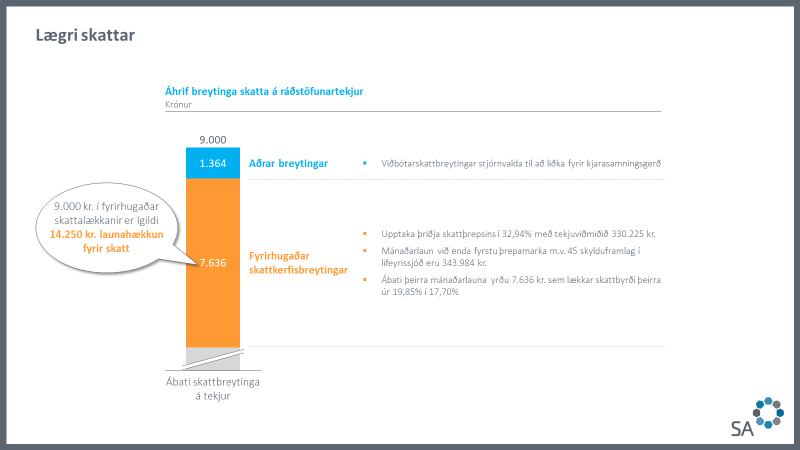 Lægri skattar
Áhrif breytinga skatta á ráðstöfunartekjur
Krónur
9.000
1.364
Aðrar breytingar
▪ Viðbótarskattbreytingar stjórnvalda til að liðka fyrir kjarasamningsgerð
9.000 kr. í fyrirhugaðar
skattalækkanir er ígildi
14.250 kr. launahækkun
fyrir skatt
7.636
Fyrirhugaðar
skattkerfisbreytingar
▪ Upptaka þriðja skattþrepsins í 32,94% með tekjuviðmiðið 330.225 kr.
▪ Mánaðarlaun við enda fyrstu þrepamarka m.v. 45 skylduframlag í
lífeyrissjóð eru 343.984 kr.
▪ Ábati þeirra mánaðarlauna yrðu 7.636 kr. sem lækkar skattbyrði þeirra
úr 19,85% í 17,70%
Ábati skattbreytinga
á tekjur
SA